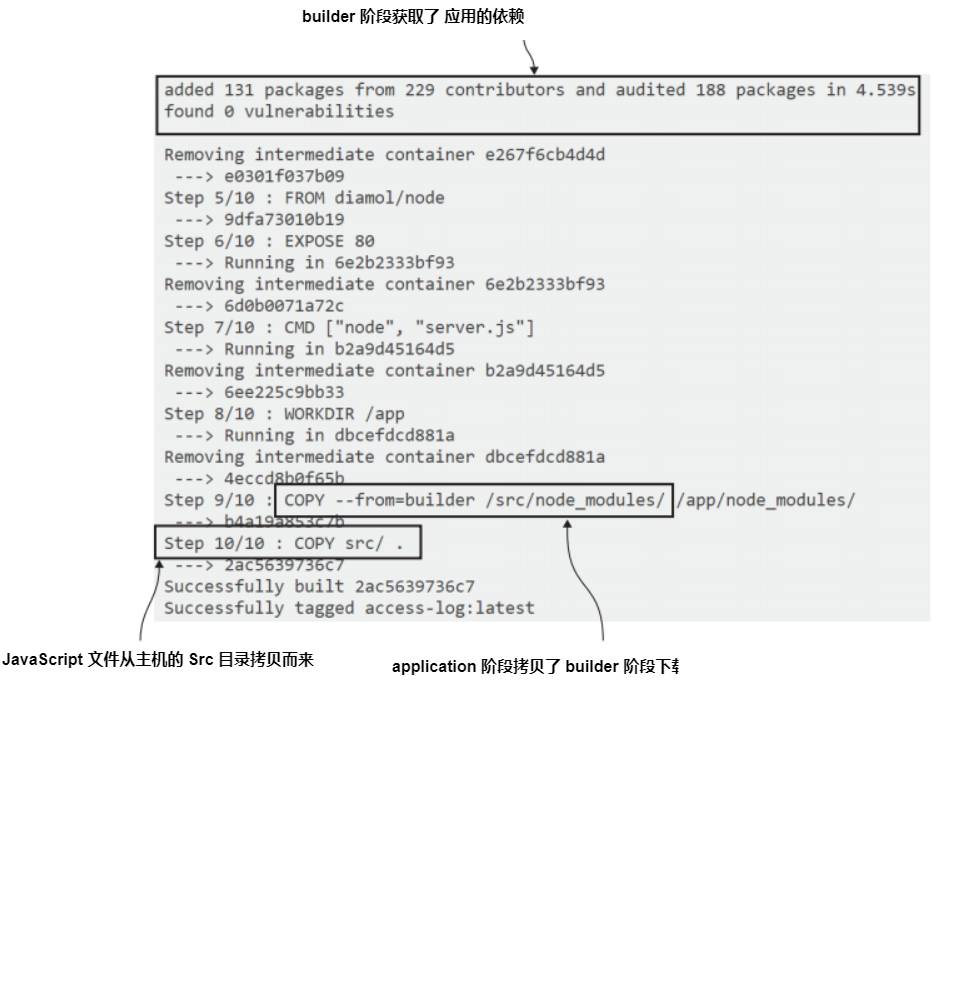 builder 阶段获取了 应用的依赖
added 131 packages from 229 contributors and audited 188 packages in 4.539s
found 0 vulnerabilities
Removing intermediate container e267f6cb4d4d
---> e0301f037b09
Step 5/10 : FROM diamol/node
---> 9dfa73010b19
Step 6/10 : EXPOSE 80
---> Running in 6e2b2333bf93
Removing intermediate container 6e2b2333bf93
---> 6d0b0071a72c
Step 7/10 : CMD ["node", "server.js"]
---> Running in b2a9d45164d5
Removing intermediate container b2a9d45164d5
---> 6ee225c9bb33
Step 8/10 : WORKDIR /app
---> Running in dbcefdcd881a
Removing intermediate container dbcefdcd881a
---> 4eccd8b0f65b
Step 9/10 : COPY --from=builder /src/node_modules/ /app/node_modules/
---> b4a19a853c7b
Step 10/10 : COPY src/ .
---> 2ac5639736c7
Successfully built 2ac5639736c7
Successfully tagged access-log:latest
JavaScript 文件从主机的 Src 目录拷贝而来
application 阶段拷贝了 builder 阶段下载